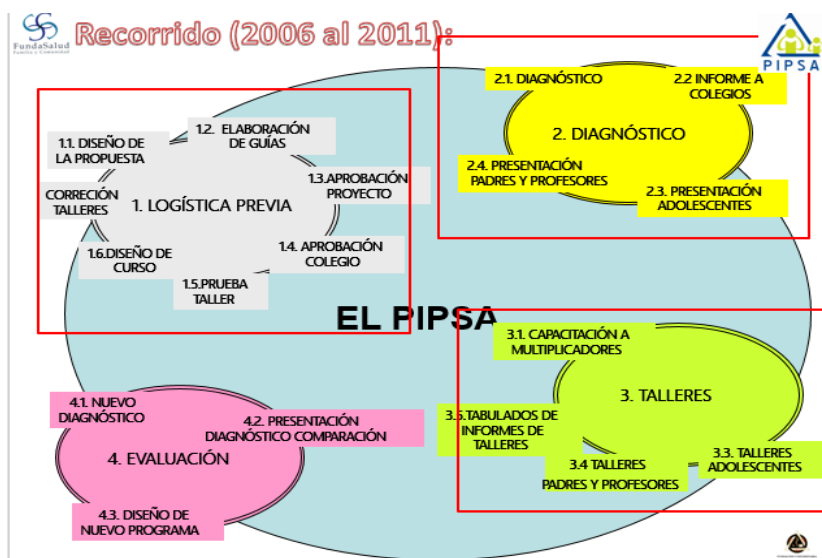 FundaSalud
Familia y Comunidad
Recorrido (2006 al 2011):
PIPSA
1.1. DISEÑO DE
LA PROPUESTA
1.2. ELABORACIÓN
DE GUÍAS
1.3.APROBACIÓN
PROYECTO
CORRECIÓN
TALLERES
1. LOGÍSTICA PREVIA
1.4. APROBACIÓN
COLEGIO
1.6.DISEÑO DE
CURSO
1.5.PRUEBA
TALLER
2.1. DIAGNÓSTICO
2.2 INFORME A
COLEGIOS
2. DIAGNÓSTICO
2.4. PRESENTACIÓN
PADRES Y PROFESORES
2.3. PRESENTACIÓN
ADOLESCENTES
EL PIPSA
3.1. CAPACITACIÓN A
MULTIPLICADORES
3. TALLERES
3.5.TABULADOS DE
INFORMES DE
TALLERES
3.3. TALLERES
ADOLESCENTES
3.4 TALLERES
PADRES Y PROFESORES
4.1. NUEVO
DIAGNÓSTICO
4.2. PRESENTACIÓN
DIAGNÓSTICO COMPARACIÓN
4. EVALUACIÓN
4.3. DISEÑO DE
NUEVO PROGRAMA